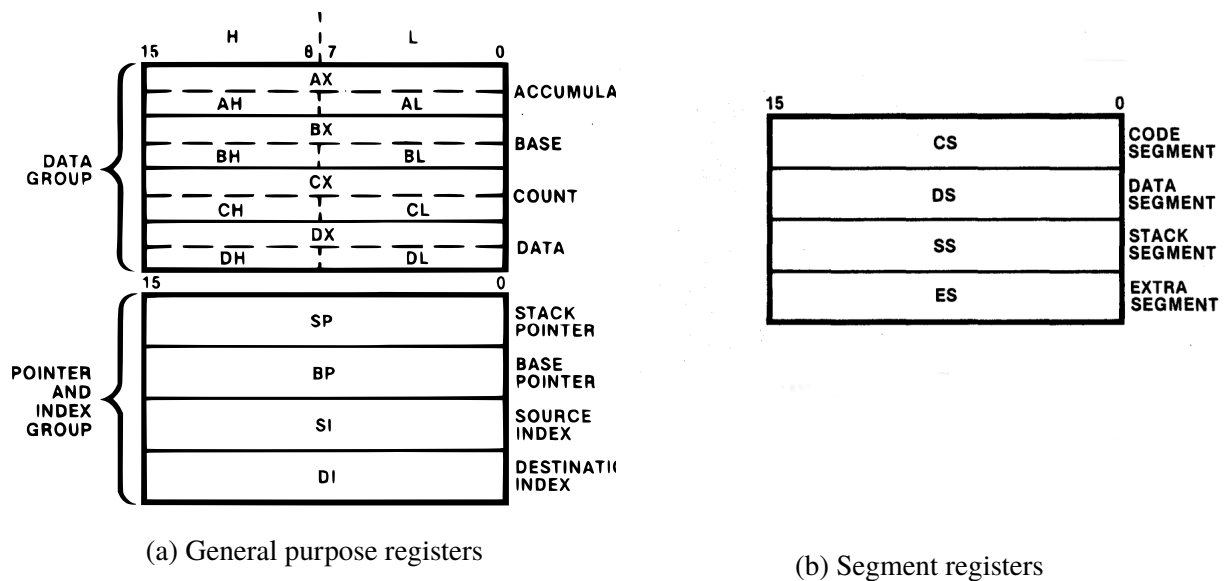 H L
15 8 7 0
AX
AH AL
ACCUMULA
BX
BH BL
BASE
CX
CH CL
COUNT
DX
DH DL
DATA
DATA
GROUP
15 0
SP
STACK
POINTER
BP
BASE
POINTER
SI
SOURCE
INDEX
DI
DESTINATI
INDEX
POINTER
AND
INDEX
GROUP
(a) General purpose registers
15 0
CS
CODE
SEGMENT
DS
DATA
SEGMENT
SS
STACK
SEGMENT
ES
EXTRA
SEGMENT
(b) Segment registers